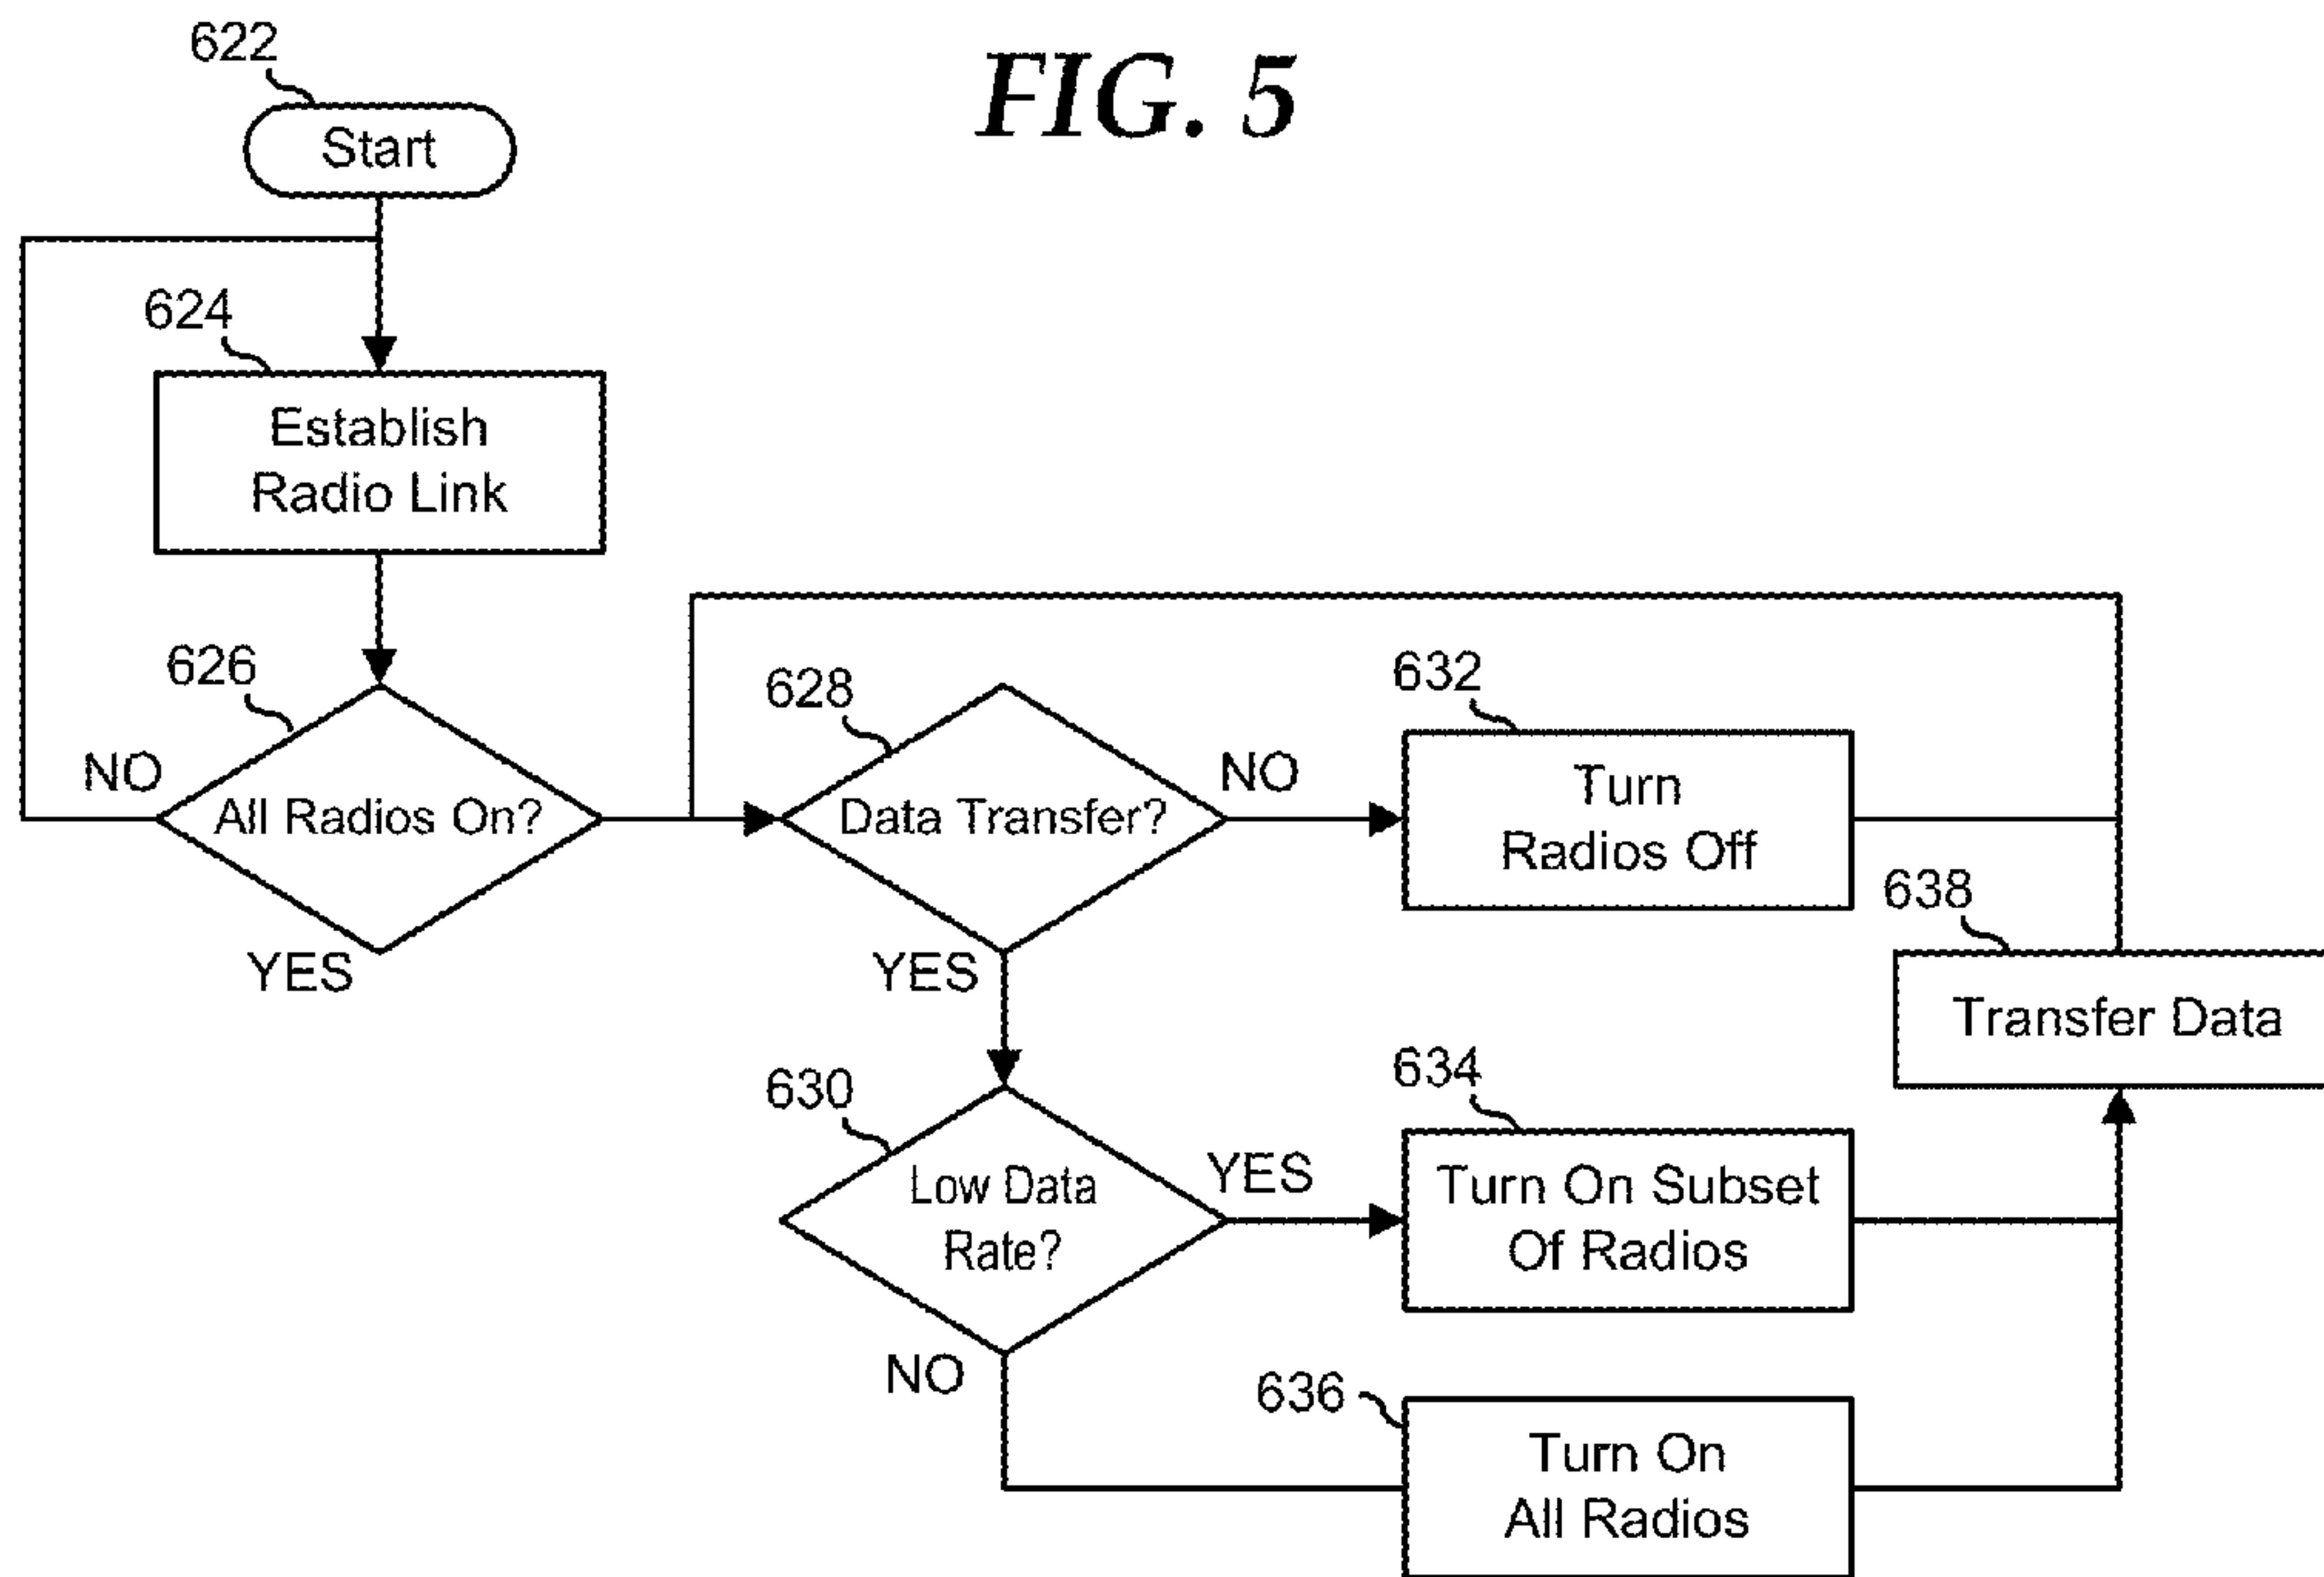 FIG. 5
622
Start
624
Establish
Radio Link
626
NO
All Radios On?
YES
628
Data Transfer?
NO
YES
632
Turn
Radios Off
638
Transfer Data
630
Low Data
Rate?
YES
NO
634
Turn On Subset
Of Radios
636
Turn On
All Radios